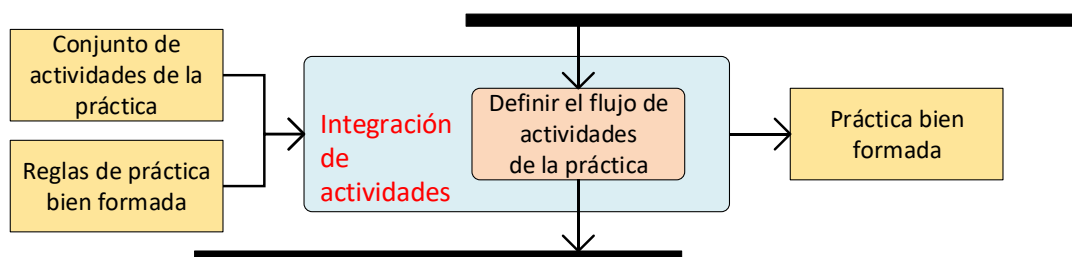 Conjunto de
actividades de la
práctica
Reglas de práctica
bien formada
Integración
de
actividades
Definir el flujo de
actividades
de la práctica
Práctica bien
formada